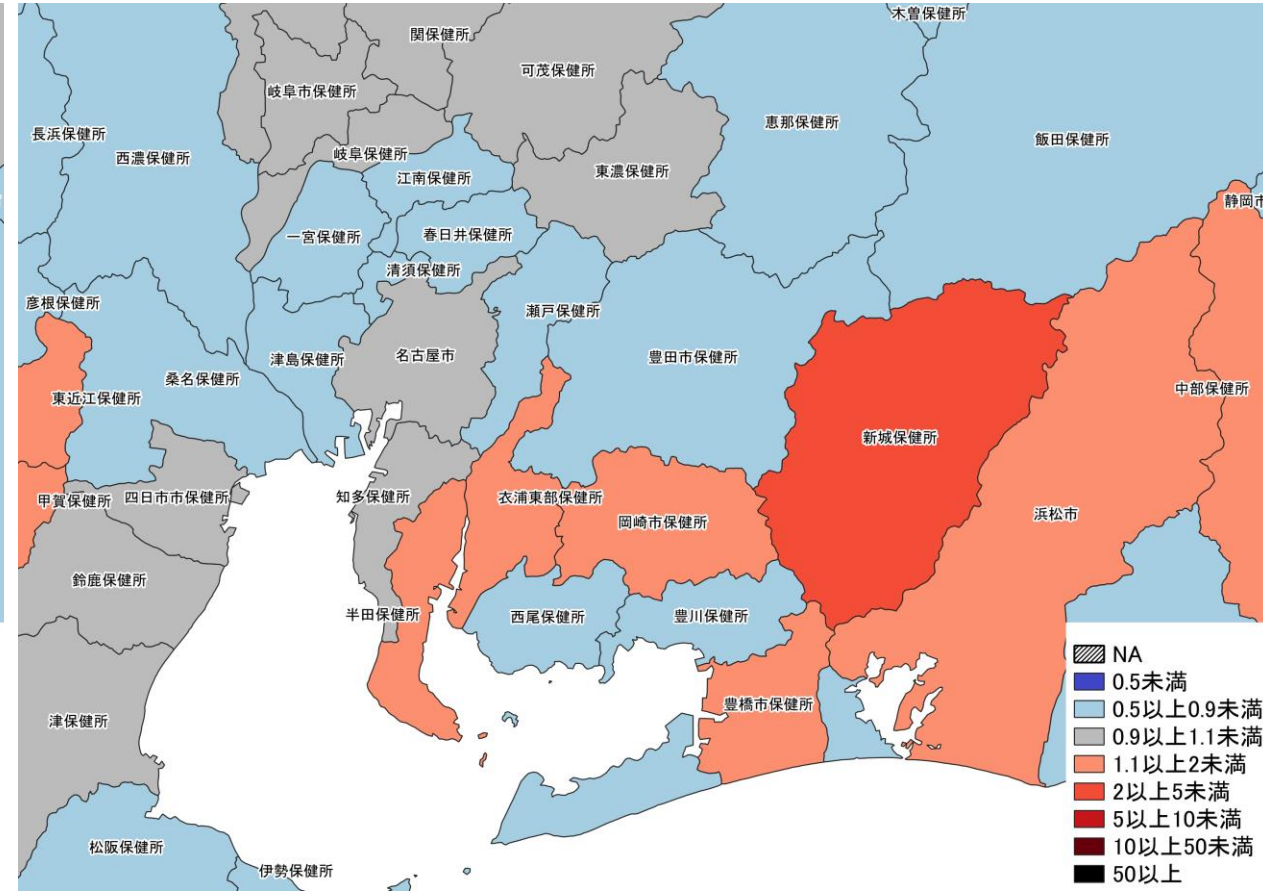 木曽保健所
関保健所
可茂保健所
岐阜市保健所
長浜保健所
恵那保健所
飯田保健所
西濃保健所
岐阜保健所
東濃保健所
江南保健所
静岡市
一宮保健所
春日井保健所
清須保健所
彦根保健所
瀬戸保健所
津島保健所
名古屋市
豊田市保健所
桑名保健所
東近江保健所
中部保健所
新城保健所
甲賀保健所
四日市市保健所
知多保健所
衣浦東部保健所
岡崎市保健所
浜松市
鈴鹿保健所
半田保健所
西尾保健所
豊川保健所
津保健所
豊橋市保健所
松阪保健所
伊勢保健所
NA
0.5未満
0.5以上0.9未満
0.9以上1.1未満
1.1以上2未満
2以上5未満
5以上10未満
10以上50未満
50以上